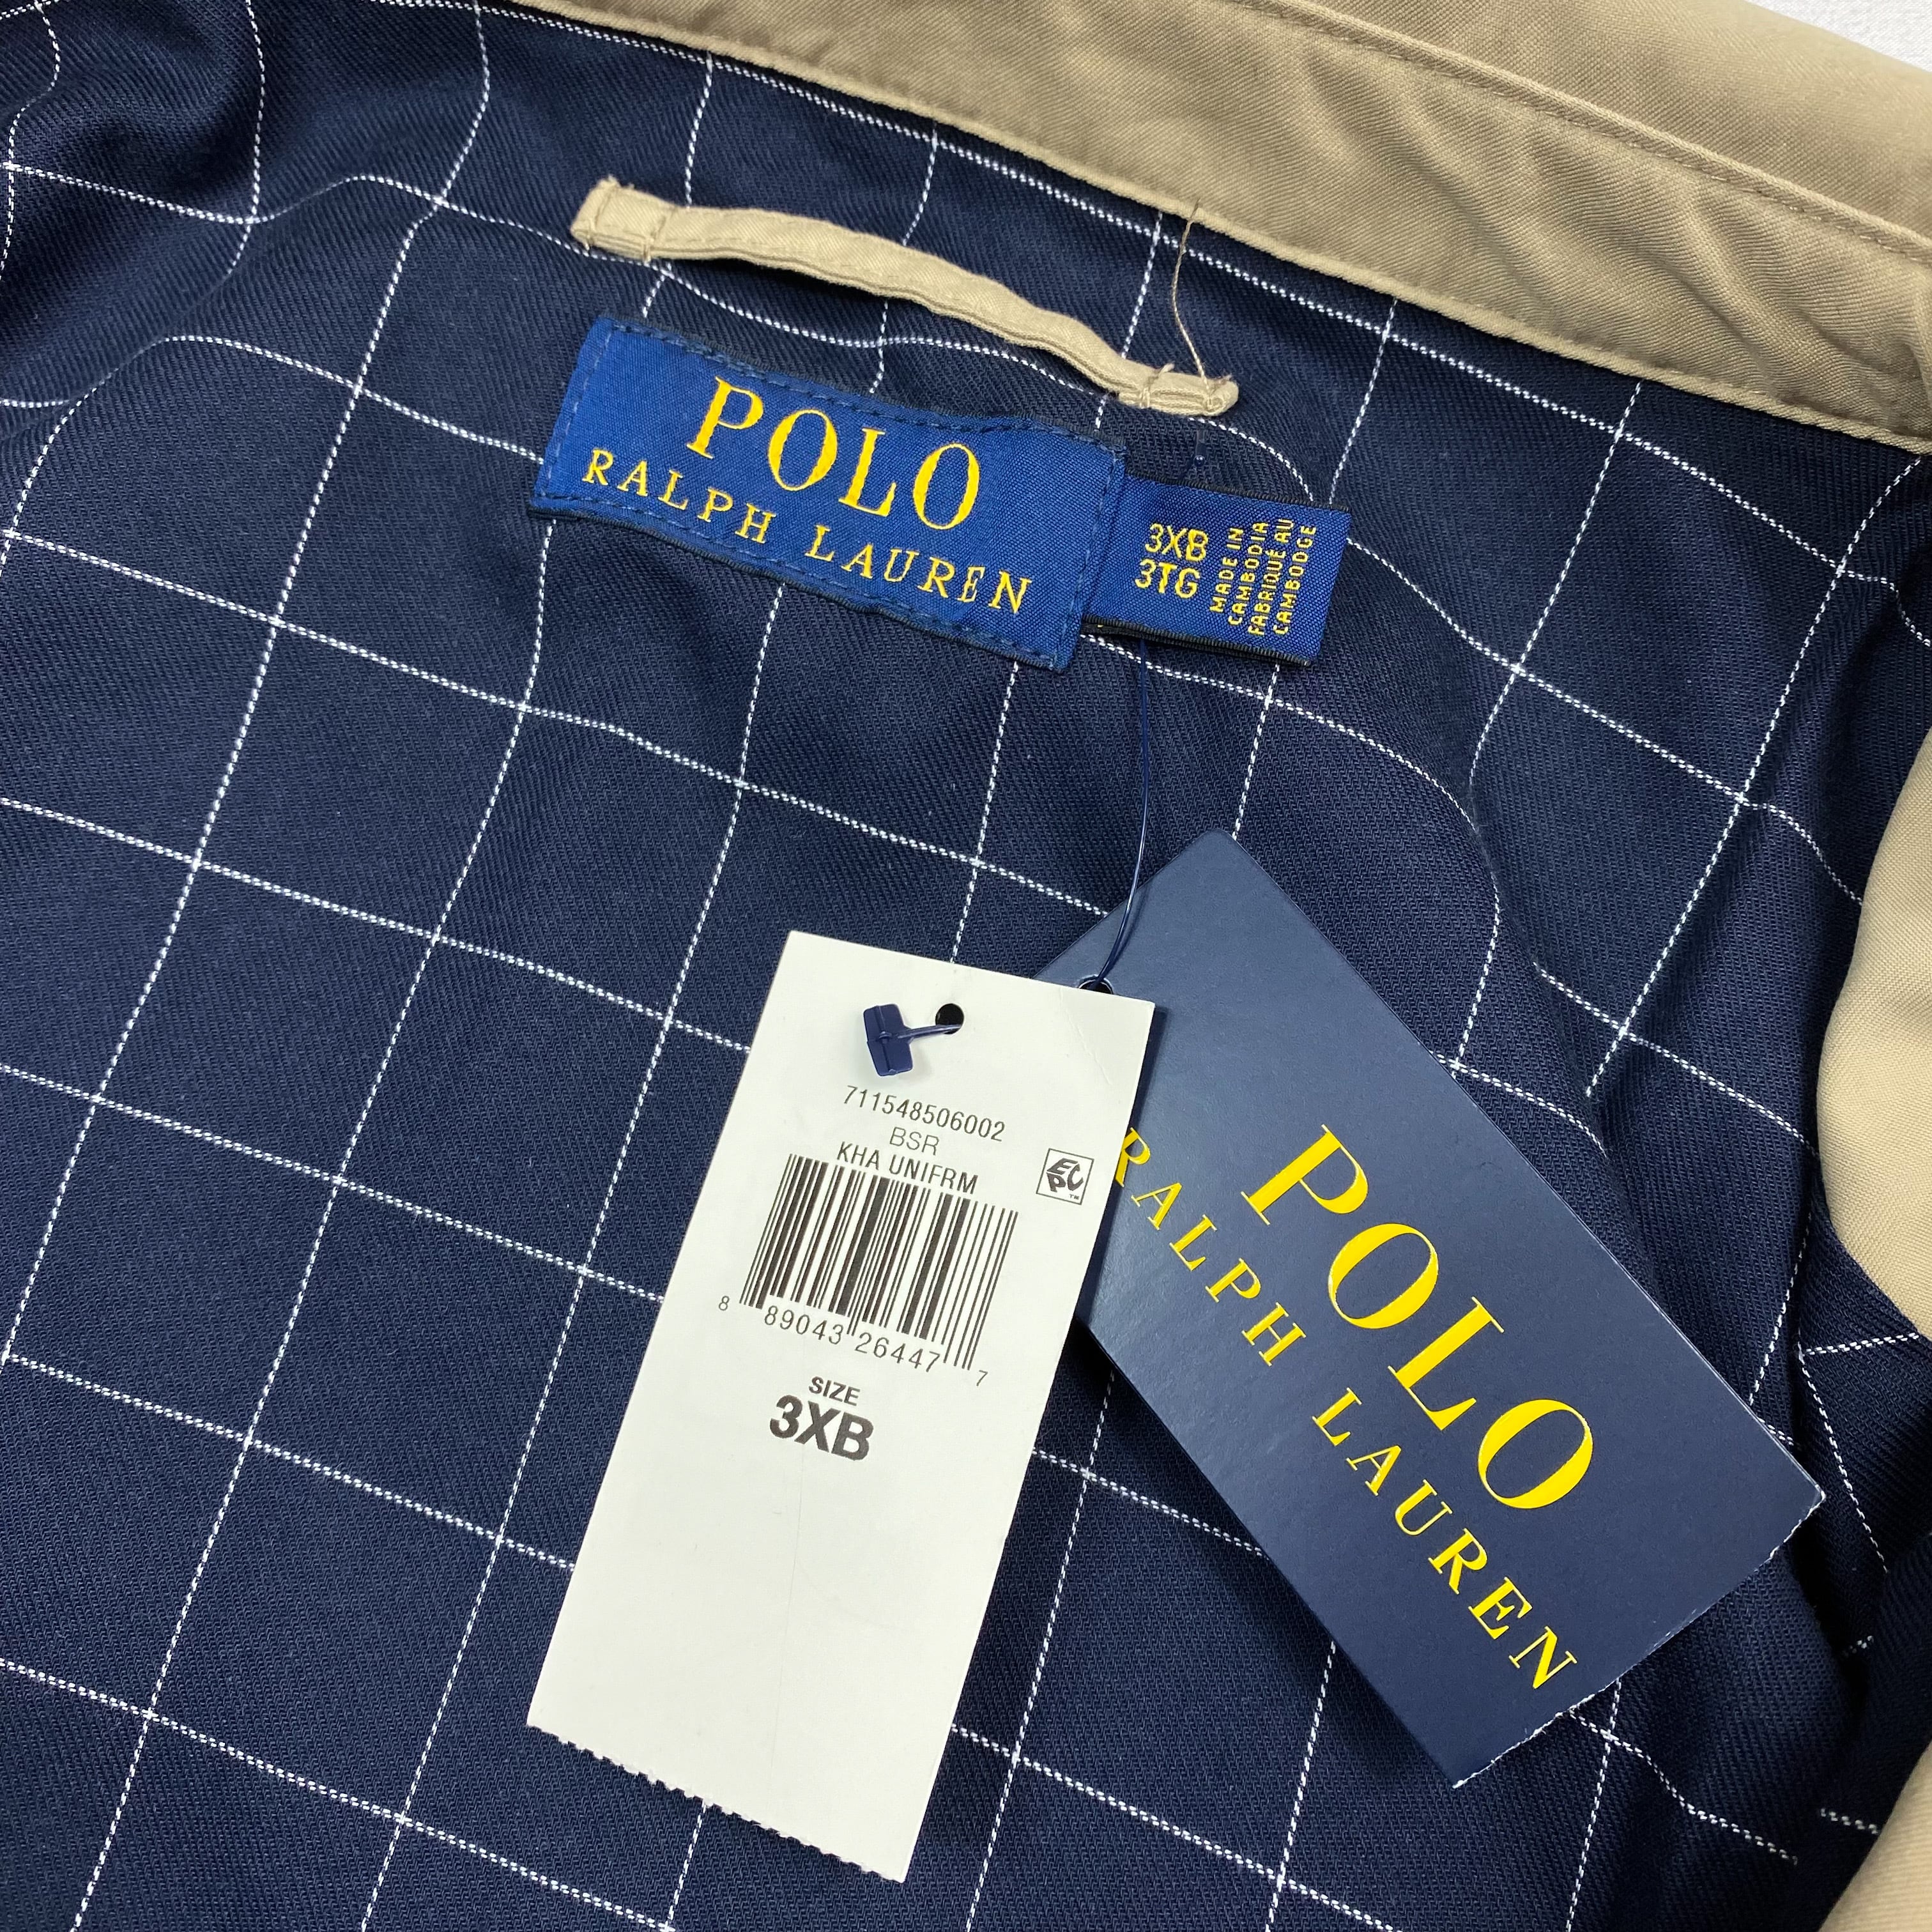 POLO
RALPH LAUREN
3XB
3TG
MADE IN
CAMBODIA
FABRIQUÉ AU
CAMBODGE
711548506002
BSR
KHA UNIFRM
EPC™
8 89043 26447 7
SIZE
3XB
POLO
RALPH LAUREN